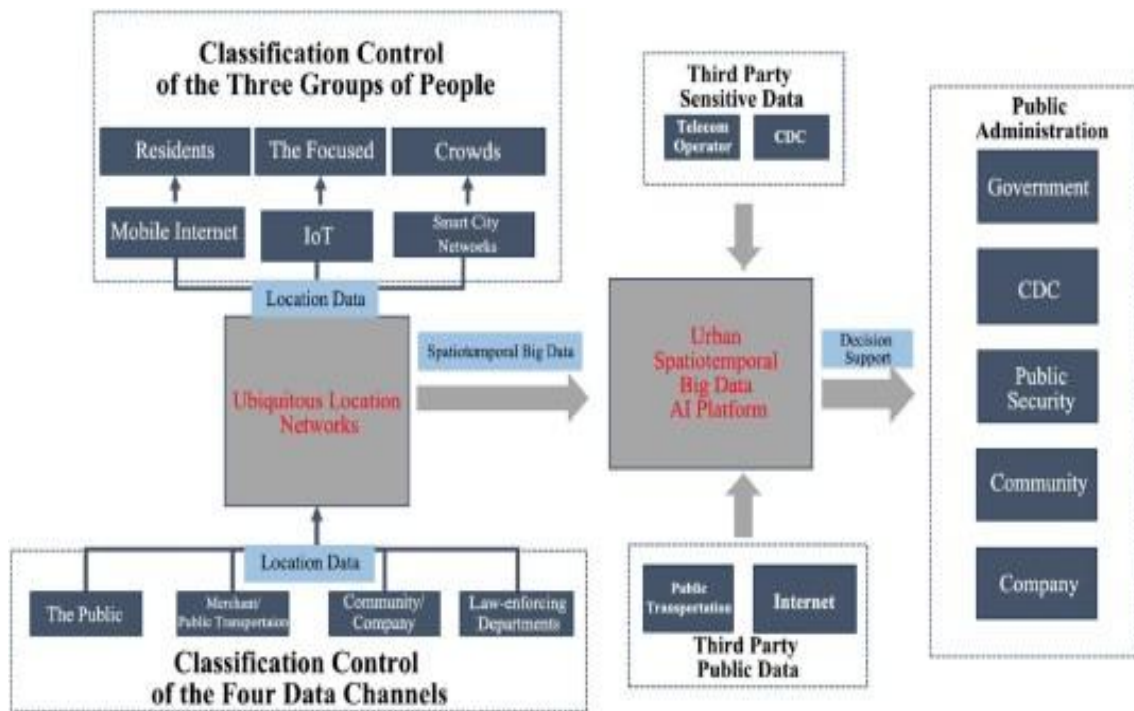 Classification Control
of the Three Groups of People
Residents
The Focused
Crowds
Mobile Internet
IoT
Smart City
Networks
Location Data
Ubiquitous Location
Networks
Spatiotemporal Big Data
Location Data
The Public
Merchant/
Public Transportaion
Community/
Company
Law-enforcing
Departments
Classification Control
of the Four Data Channels
Third Party
Sensitive Data
Telecom
Operator
CDC
Urban
Spatiotemporal
Big Data
AI Platform
Decision
Support
Public
Transportation
Internet
Third Party
Public Data
Public
Administration
Government
CDC
Public
Security
Community
Company